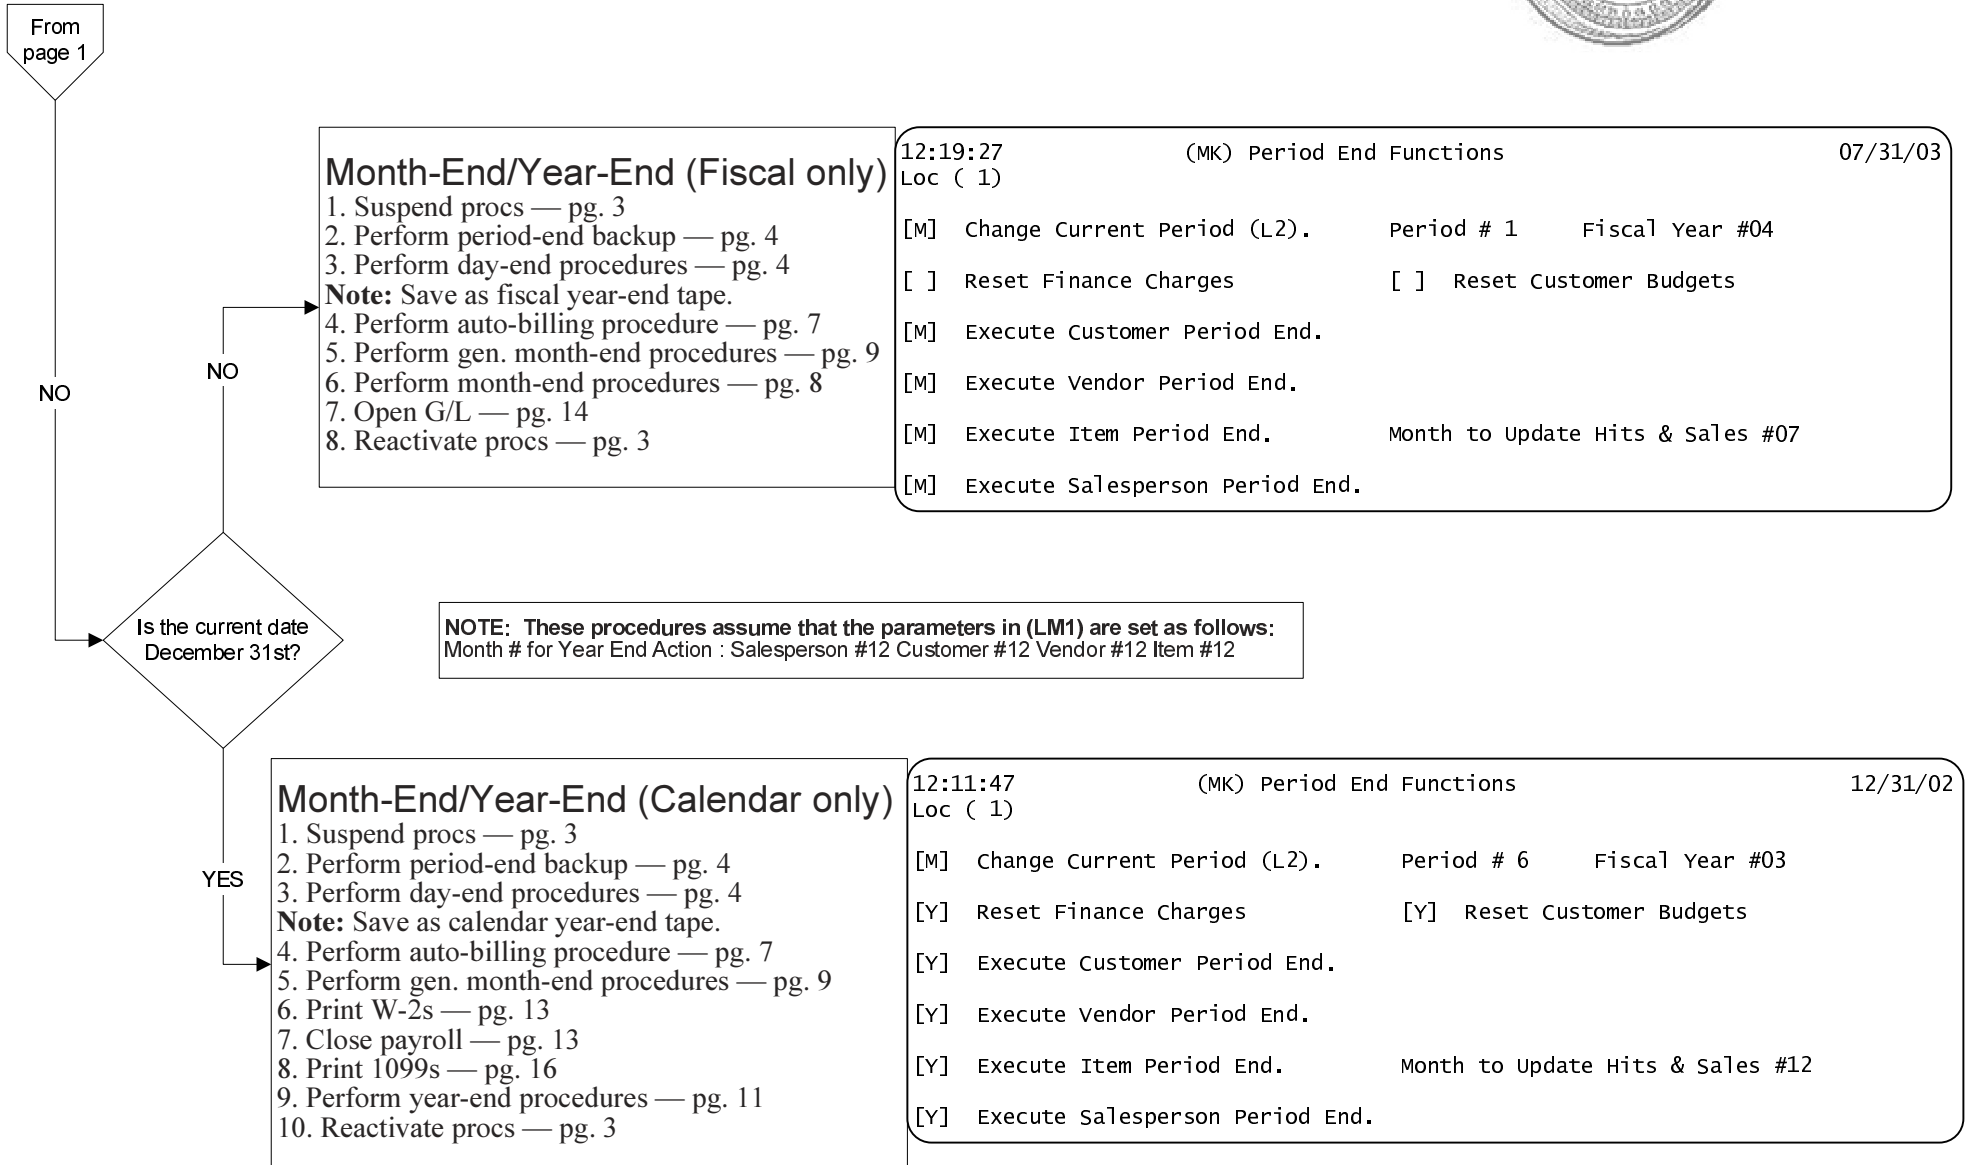 From
page 1
NO
NO
Is the current date
December 31st?
YES
Month-End/Year-End (Fiscal only)
1. Suspend procs — pg. 3
2. Perform period-end backup — pg. 4
3. Perform day-end procedures — pg. 4
Note: Save as fiscal year-end tape.
4. Perform auto-billing procedure — pg. 7
5. Perform gen. month-end procedures — pg. 9
6. Perform month-end procedures — pg. 8
7. Open G/L — pg. 14
8. Reactivate procs — pg. 3
12:19:27 (MK) Period End Functions 07/31/03
Loc ( 1)
[M] Change Current Period (L2). Period # 1 Fiscal Year #04
[ ] Reset Finance Charges [ ] Reset Customer Budgets
[M] Execute Customer Period End.
[M] Execute Vendor Period End.
[M] Execute Item Period End. Month to Update Hits & Sales #07
[M] Execute Salesperson Period End.
NOTE: These procedures assume that the parameters in (LM1) are set as follows:
Month # for Year End Action : Salesperson #12 Customer #12 Vendor #12 Item #12
Month-End/Year-End (Calendar only)
1. Suspend procs — pg. 3
2. Perform period-end backup — pg. 4
3. Perform day-end procedures — pg. 4
Note: Save as calendar year-end tape.
4. Perform auto-billing procedure — pg. 7
5. Perform gen. month-end procedures — pg. 9
6. Print W-2s — pg. 13
7. Close payroll — pg. 13
8. Print 1099s — pg. 16
9. Perform year-end procedures — pg. 11
10. Reactivate procs — pg. 3
12:11:47 (MK) Period End Functions 12/31/02
Loc ( 1)
[M] Change Current Period (L2). Period # 6 Fiscal Year #03
[Y] Reset Finance Charges [Y] Reset Customer Budgets
[Y] Execute Customer Period End.
[Y] Execute Vendor Period End.
[Y] Execute Item Period End. Month to Update Hits & Sales #12
[Y] Execute Salesperson Period End.